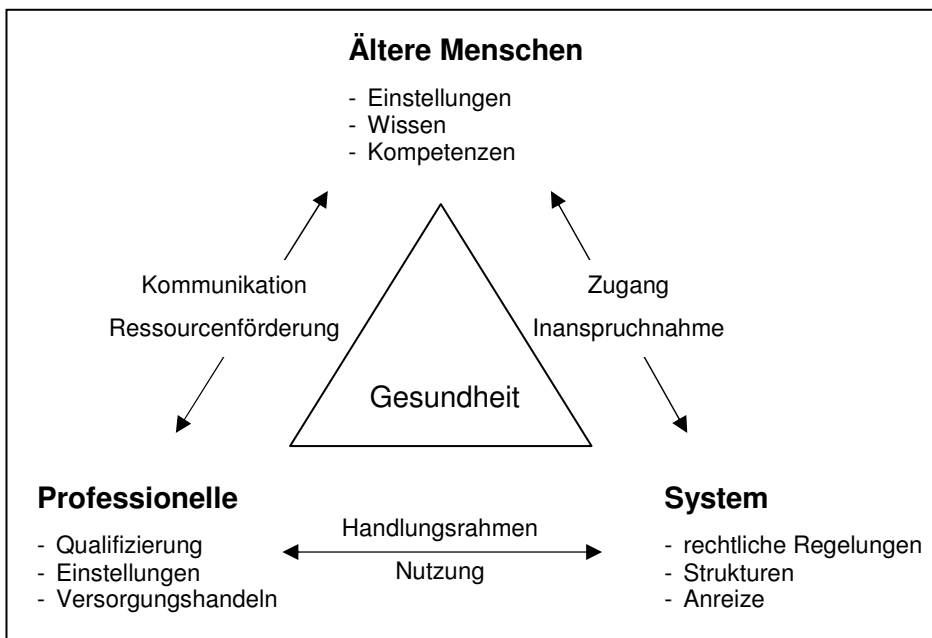 Ältere Menschen
- Einstellungen
- Wissen
- Kompetenzen
Kommunikation
Ressourcenförderung
Zugang
Inanspruchnahme
Gesundheit
Professionelle
- Qualifizierung
- Einstellungen
- Versorgungshandeln
Handlungsrahmen
Nutzung
System
- rechtliche Regelungen
- Strukturen
- Anreize